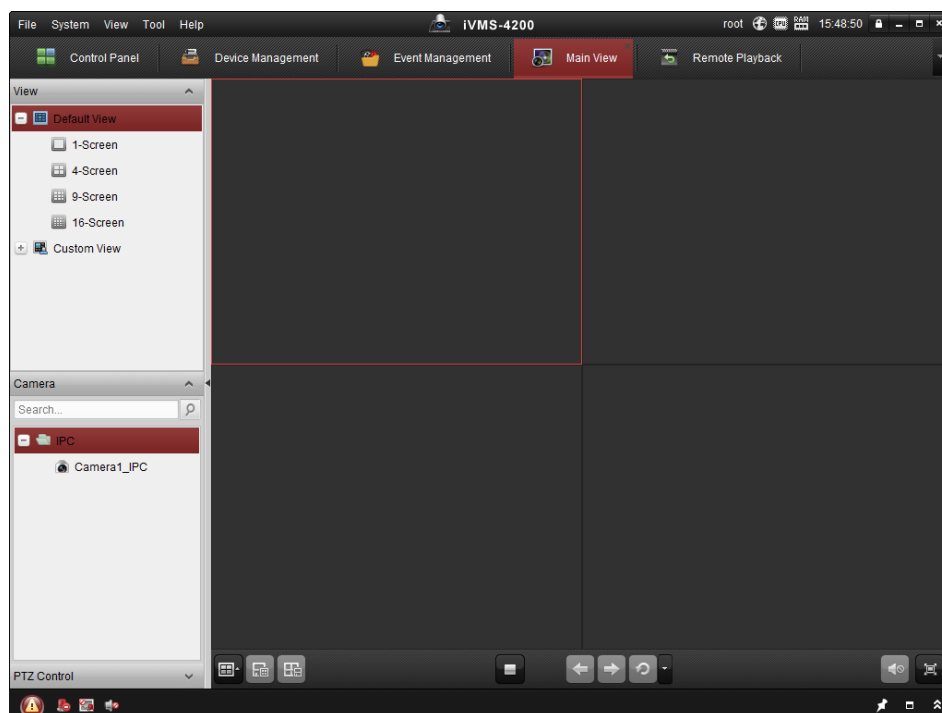 File System View Tool Help iVMS-4200 root CPU RAM 15:48:50
Control Panel Device Management Event Management Main View Remote Playback
View
Default View
1-Screen
4-Screen
9-Screen
16-Screen
Custom View
Camera
Search...
IPC
Camera1_IPC
PTZ Control